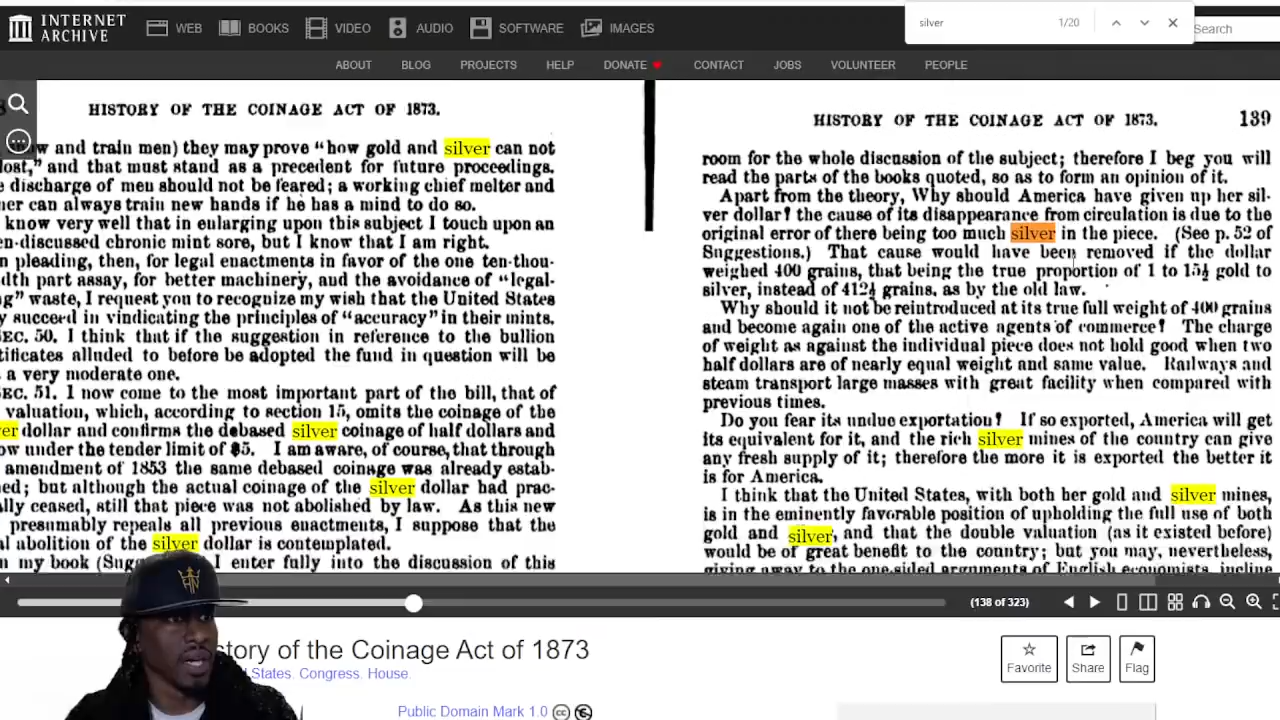 INTERNET
ARCHIVE
WEB
BOOKS
VIDEO
AUDIO
SOFTWARE
IMAGES
silver
1/20
Search
ABOUT
BLOG
PROJECTS
HELP
DONATE
CONTACT
JOBS
VOLUNTEER
PEOPLE
HISTORY OF THE COINAGE ACT OF 1873.
and train men) they may prove "how gold and silver can not
lost," and that must stand as a precedent for future proceedings.
discharge of men should not be feared; a working chief melter and
can always train new hands if he has a mind to do so.
know very well that in enlarging upon this subject I touch upon an
discussed chronic mint sore, but I know that I am right.
pleading, then, for legal enactments in favor of the one ten-thou-
part assay, for better machinery, and the avoidance of "legal-
waste, I request you to recognize my wish that the United States
succeed in vindicating the principles of "accuracy" in their mints.
SEC. 50. I think that if the suggestion in reference to the bullion
alluded to before be adopted the fund in question will be
a very moderate one.
SEC. 51. I now come to the most important part of the bill, that of
valuation, which, according to section 15, omits the coinage of the
dollar and confirms the debased silver coinage of half dollars and
under the tender limit of $5. I am aware, of course, that through
amendment of 1853 the same debased coinage was already estab-
but although the actual coinage of the silver dollar had prac-
ceased, still that piece was not abolished by law. As this new
presumably repeals all previous enactments, I suppose that the
abolition of the silver dollar is contemplated.
my book I enter fully into the discussion of this
HISTORY OF THE COINAGE ACT OF 1873. 139
room for the whole discussion of the subject; therefore I beg you will
read the parts of the books quoted, so as to form an opinion of it.
Apart from the theory, Why should America have given up her sil-
ver dollar? the cause of its disappearance from circulation is due to the
original error of there being too much silver in the piece. (See p. 52 of
Suggestions.) That cause would have been removed if the dollar
weighed 400 grains, that being the true proportion of 1 to 15½ gold to
silver, instead of 412½ grains, as by the old law.
Why should it not be reintroduced at its true full weight of 400 grains
and become again one of the active agents of commerce? The charge
of weight as against the individual piece does not hold good when two
half dollars are of nearly equal weight and same value. Railways and
steam transport large masses with great facility when compared with
previous times.
Do you fear its undue exportation? If so exported, America will get
its equivalent for it, and the rich silver mines of the country can give
any fresh supply of it; therefore the more it is exported the better it
is for America.
I think that the United States, with both her gold and silver mines,
is in the eminently favorable position of upholding the full use of both
gold and silver, and that the double valuation (as it existed before)
would be of great benefit to the country; but you may, nevertheless,
giving away to the one-sided arguments of English economists, incline
(138 of 323)
story of the Coinage Act of 1873
States. Congress. House.
Favorite
Share
Flag
Public Domain Mark 1.0